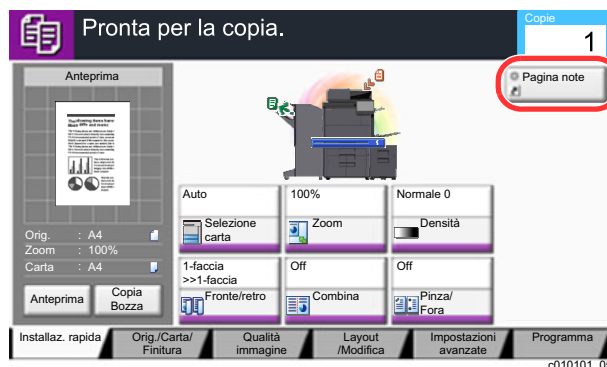 Pronta per la copia.
Copie
1
Pagina note
Anteprima
Orig. : A4
Zoom : 100%
Carta : A4
Anteprima
Copia
Bozza
Auto
Selezione
carta
100%
Zoom
Normale 0
Densità
1-faccia
>>1-faccia
Fronte/retro
Off
Combina
Off
Pinza/
Fora
Installaz. rapida
Orig./Carta/
Finitura
Qualità
immagine
Layout
/Modifica
Impostazioni
avanzate
Programma